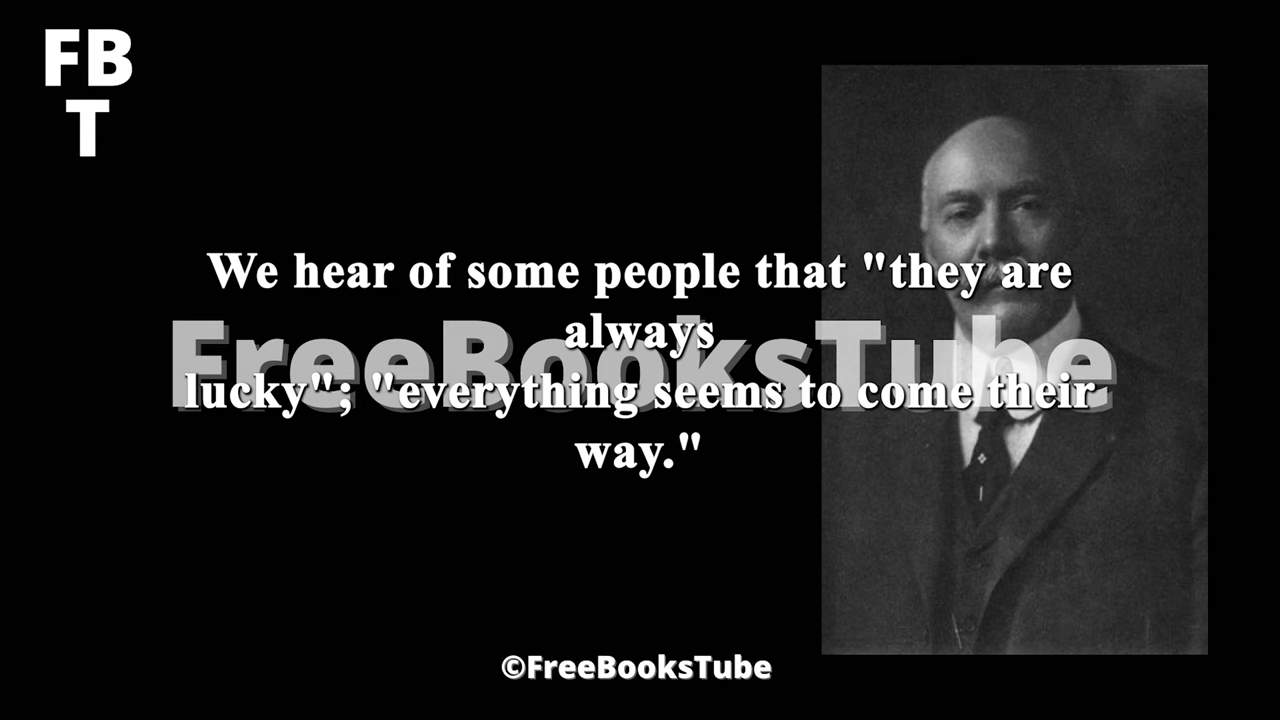 FB
T
We hear of some people that "they are
always
FreeBooksTube
lucky"; "everything seems to come their
way."
©FreeBooksTube